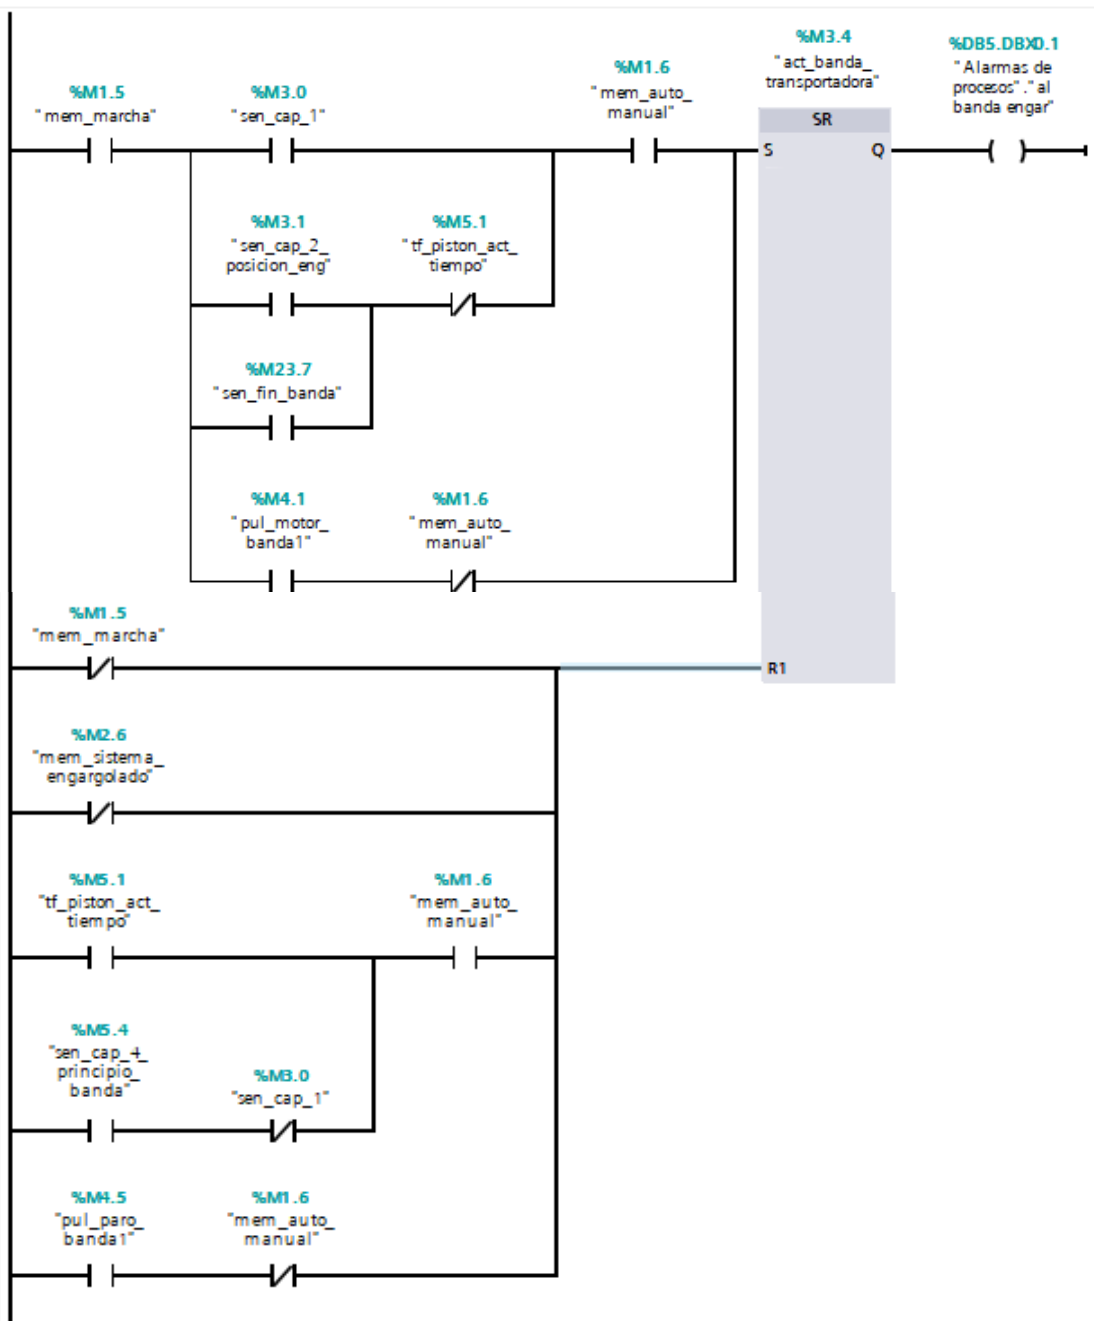 %M3.4
"act_banda_
transportadora"
%DB5.DBX0.1
"Alarmas de
procesos"."al
banda engar"
%M1.6
"mem_auto_
manual"
%M1.5
"mem_marcha"
%M3.0
"sen_cap_1"
SR
S
Q
%M3.1
"sen_cap_2_
posicion_eng"
%M5.1
"tf_piston_act_
tiempo"
%M23.7
"sen_fin_banda"
%M4.1
"pul_motor_
banda1"
%M1.6
"mem_auto_
manual"
%M1.5
"mem_marcha"
R1
%M2.6
"mem_sistema_
engargolado"
%M5.1
"tf_piston_act_
tiempo"
%M1.6
"mem_auto_
manual"
%M5.4
"sen_cap_4_
principio_
banda"
%M3.0
"sen_cap_1"
%M4.5
"pul_paro_
banda1"
%M1.6
"mem_auto_
manual"